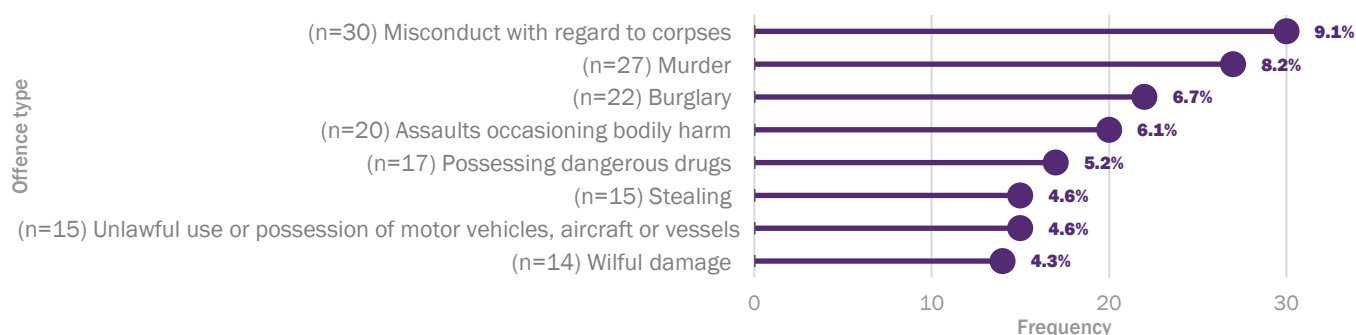 (n=30) Misconduct with regard to corpses 9.1%
(n=27) Murder 8.2%
(n=22) Burglary 6.7%
(n=20) Assaults occasioning bodily harm 6.1%
(n=17) Possessing dangerous drugs 5.2%
(n=15) Stealing 4.6%
(n=15) Unlawful use or possession of motor vehicles, aircraft or vessels 4.6%
(n=14) Wilful damage 4.3%
Offence type
0 10 20 30
Frequency